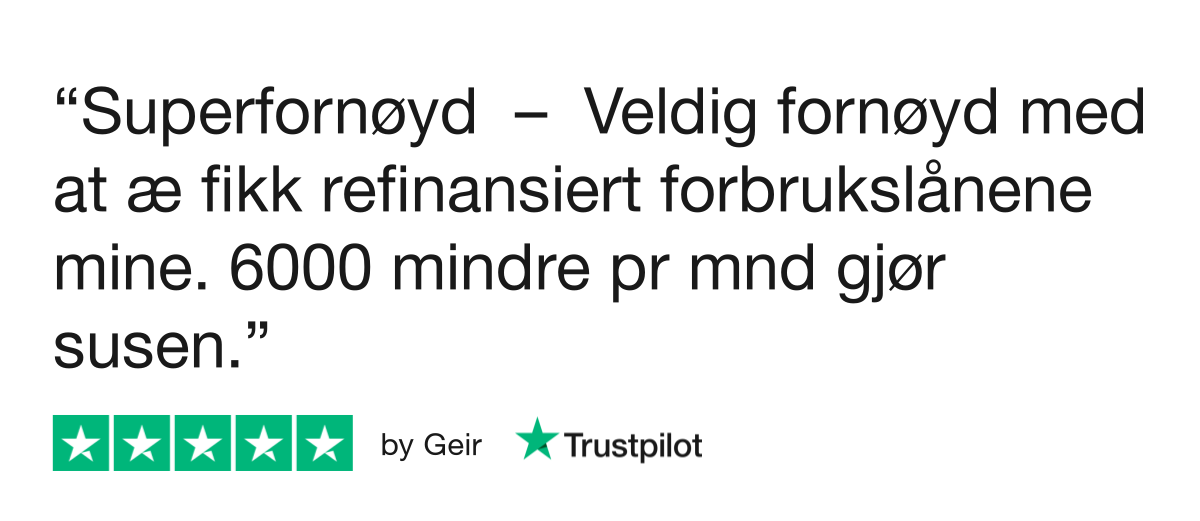 “Superfornøyd – Veldig fornøyd med
at æ fikk refinansiert forbrukslånene
mine. 6000 mindre pr mnd gjør
susen.”
by Geir Trustpilot